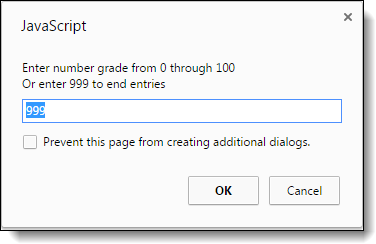 JavaScript
Enter number grade from 0 through 100
Or enter 999 to end entries
999
Prevent this page from creating additional dialogs.
OK
Cancel